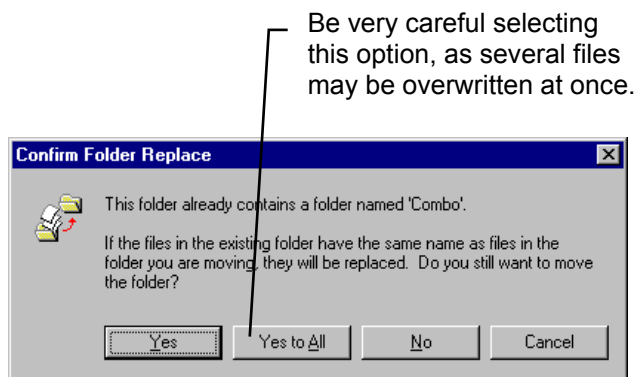 Be very careful selecting
this option, as several files
may be overwritten at once.
Confirm Folder Replace
This folder already contains a folder named 'Combo'.
If the files in the existing folder have the same name as files in the
folder you are moving, they will be replaced. Do you still want to move
the folder?
Yes Yes to All No Cancel